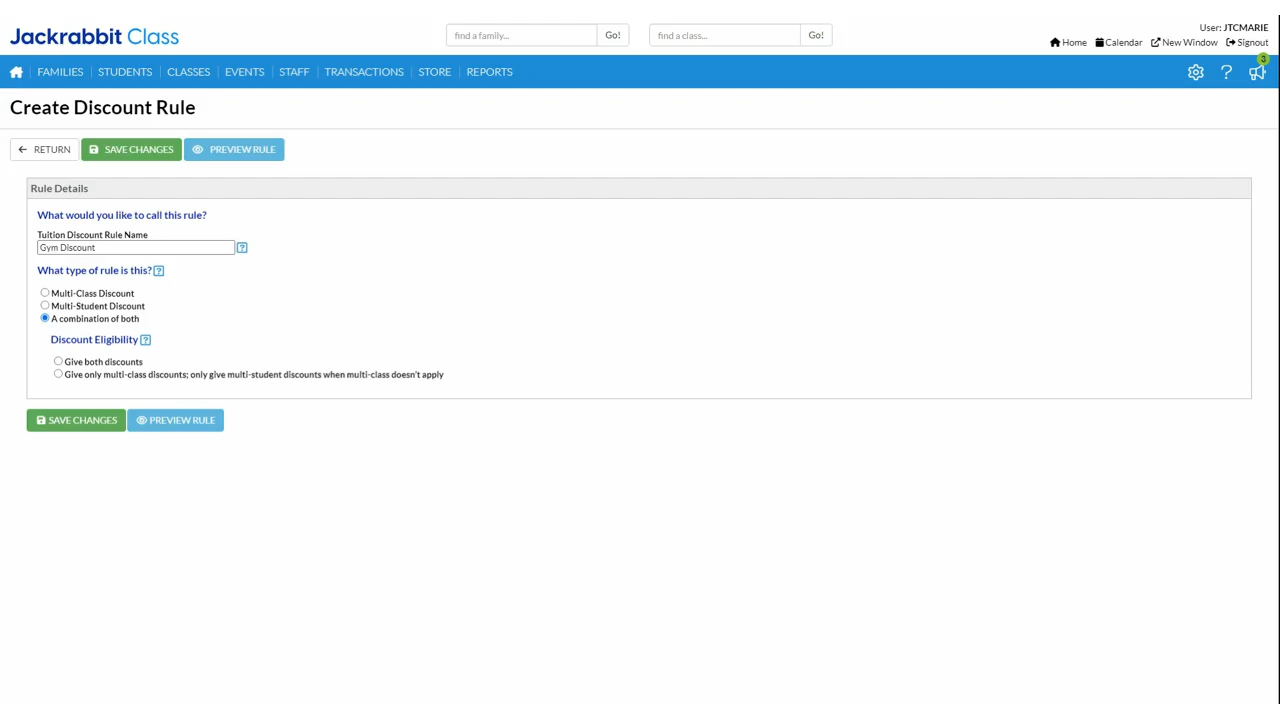 Jackrabbit Class
find a family...
Go!
find a class...
Go!
User: JTCMARIE
Home
Calendar
New Window
Signout
FAMILIES
STUDENTS
CLASSES
EVENTS
STAFF
TRANSACTIONS
STORE
REPORTS
?
3
Create Discount Rule
RETURN
SAVE CHANGES
PREVIEW RULE
Rule Details
What would you like to call this rule?
Tuition Discount Rule Name
Gym Discount
?
What type of rule is this? ?
Multi-Class Discount
Multi-Student Discount
A combination of both
Discount Eligibility ?
Give both discounts
Give only multi-class discounts; only give multi-student discounts when multi-class doesn't apply
SAVE CHANGES
PREVIEW RULE